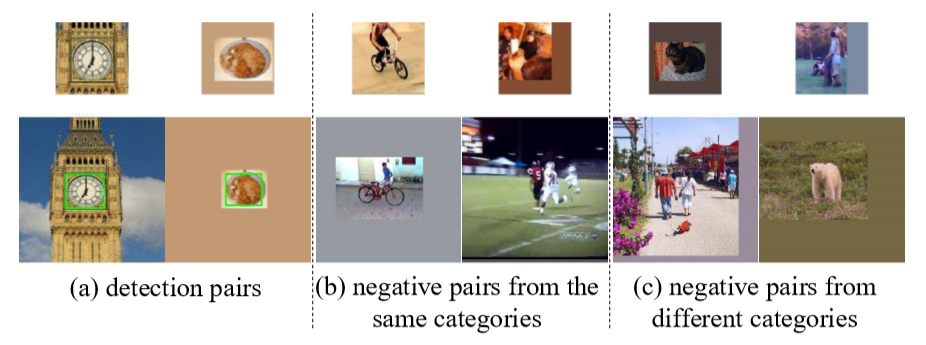 (a) detection pairs
(b) negative pairs from the
same categories
(c) negative pairs from
different categories